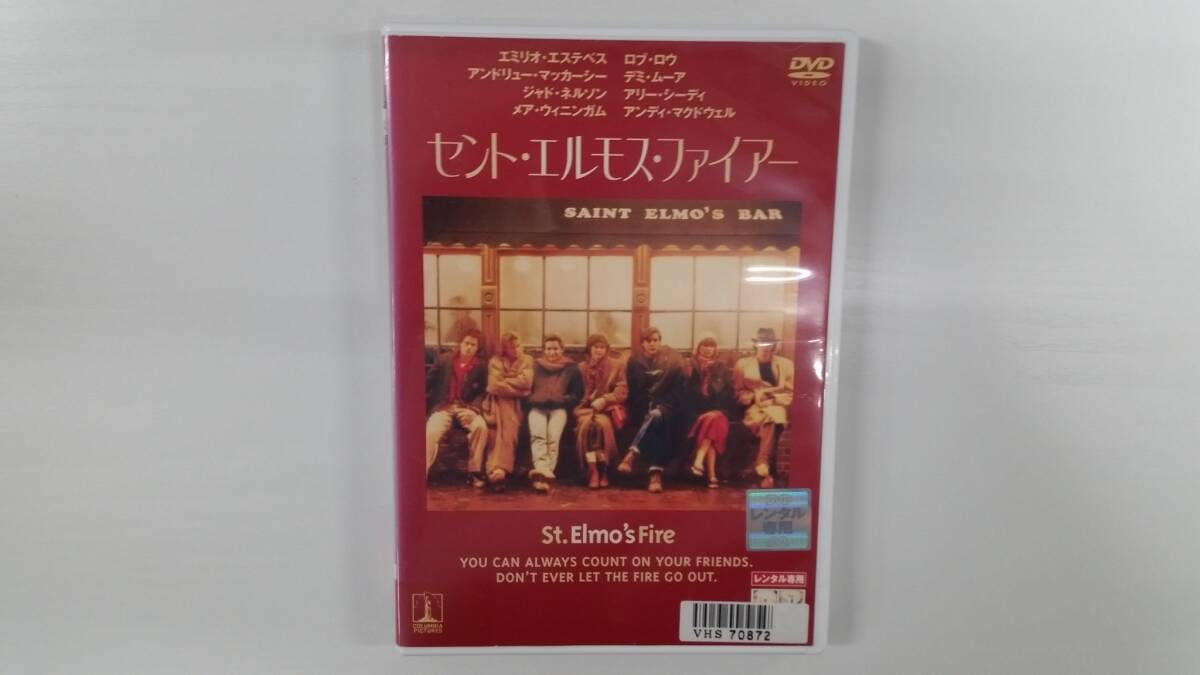 エミリオ・エステベス ロブ・ロウ
アンドリュー・マッカーシー デミ・ムーア
ジャド・ネルソン アリー・シーディ
メア・ウィニンガム アンディ・マクドウェル
DVD
VIDEO
セント・エルモス・ファイアー
SAINT ELMO'S BAR
レンタル
専用
St. Elmo's Fire
YOU CAN ALWAYS COUNT ON YOUR FRIENDS.
DON'T EVER LET THE FIRE GO OUT.
レンタル専用
COLUMBIA
PICTURES
VHS 70872